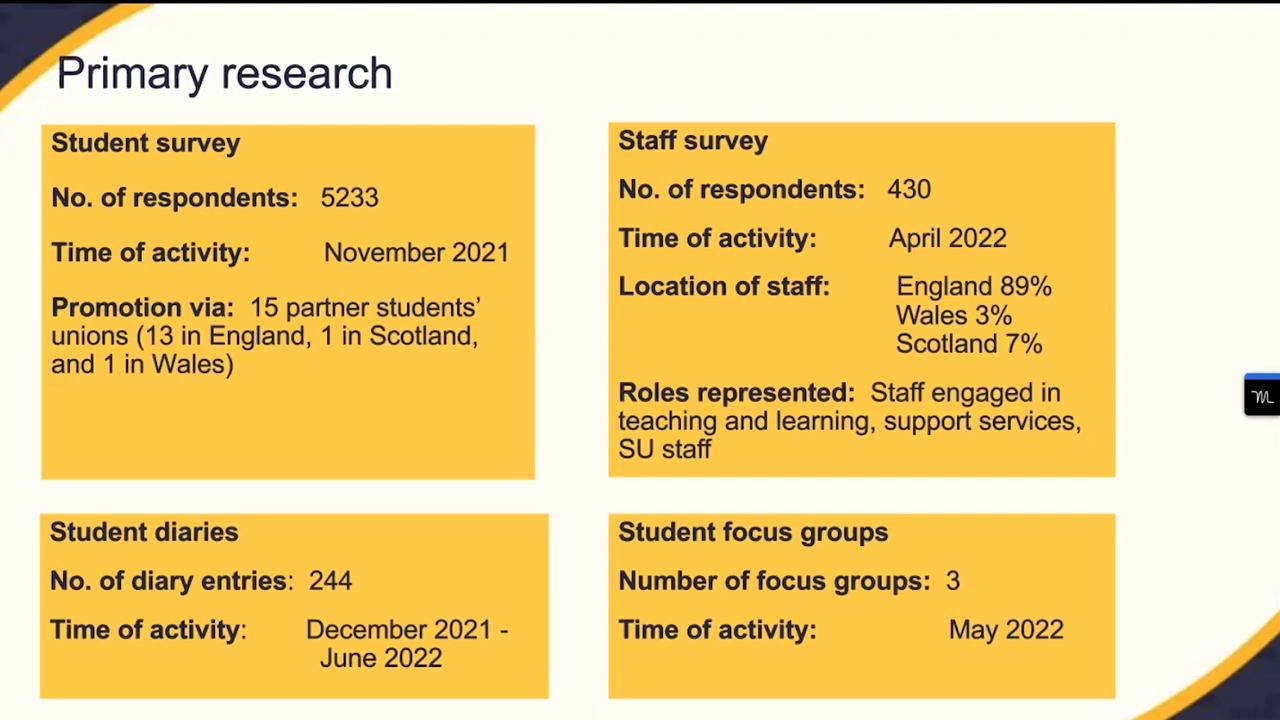 Primary research
Student survey
No. of respondents: 5233
Time of activity: November 2021
Promotion via: 15 partner students’
unions (13 in England, 1 in Scotland,
and 1 in Wales)
Staff survey
No. of respondents: 430
Time of activity: April 2022
Location of staff: England 89%
Wales 3%
Scotland 7%
Roles represented: Staff engaged in
teaching and learning, support services,
SU staff
Student diaries
No. of diary entries: 244
Time of activity: December 2021 -
June 2022
Student focus groups
Number of focus groups: 3
Time of activity: May 2022